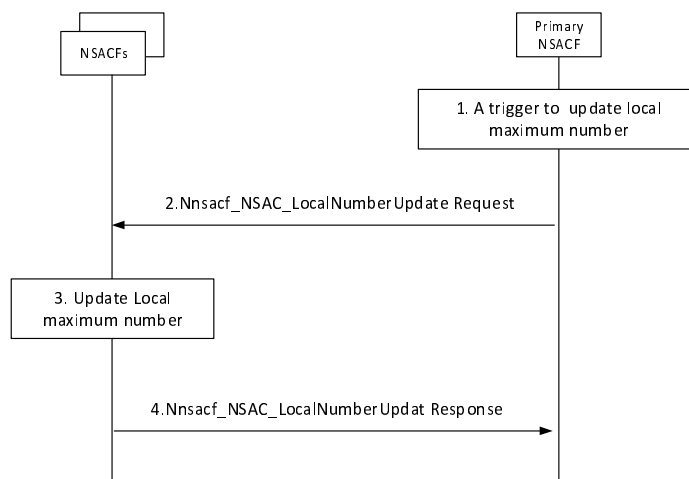 NSACFs
Primary
NSACF
1. A trigger to update local
maximum number
2.Nnsacf_NSAC_LocalNumberUpdate Request
3. Update Local
maximum number
4.Nnsacf_NSAC_LocalNumberUpdat Response